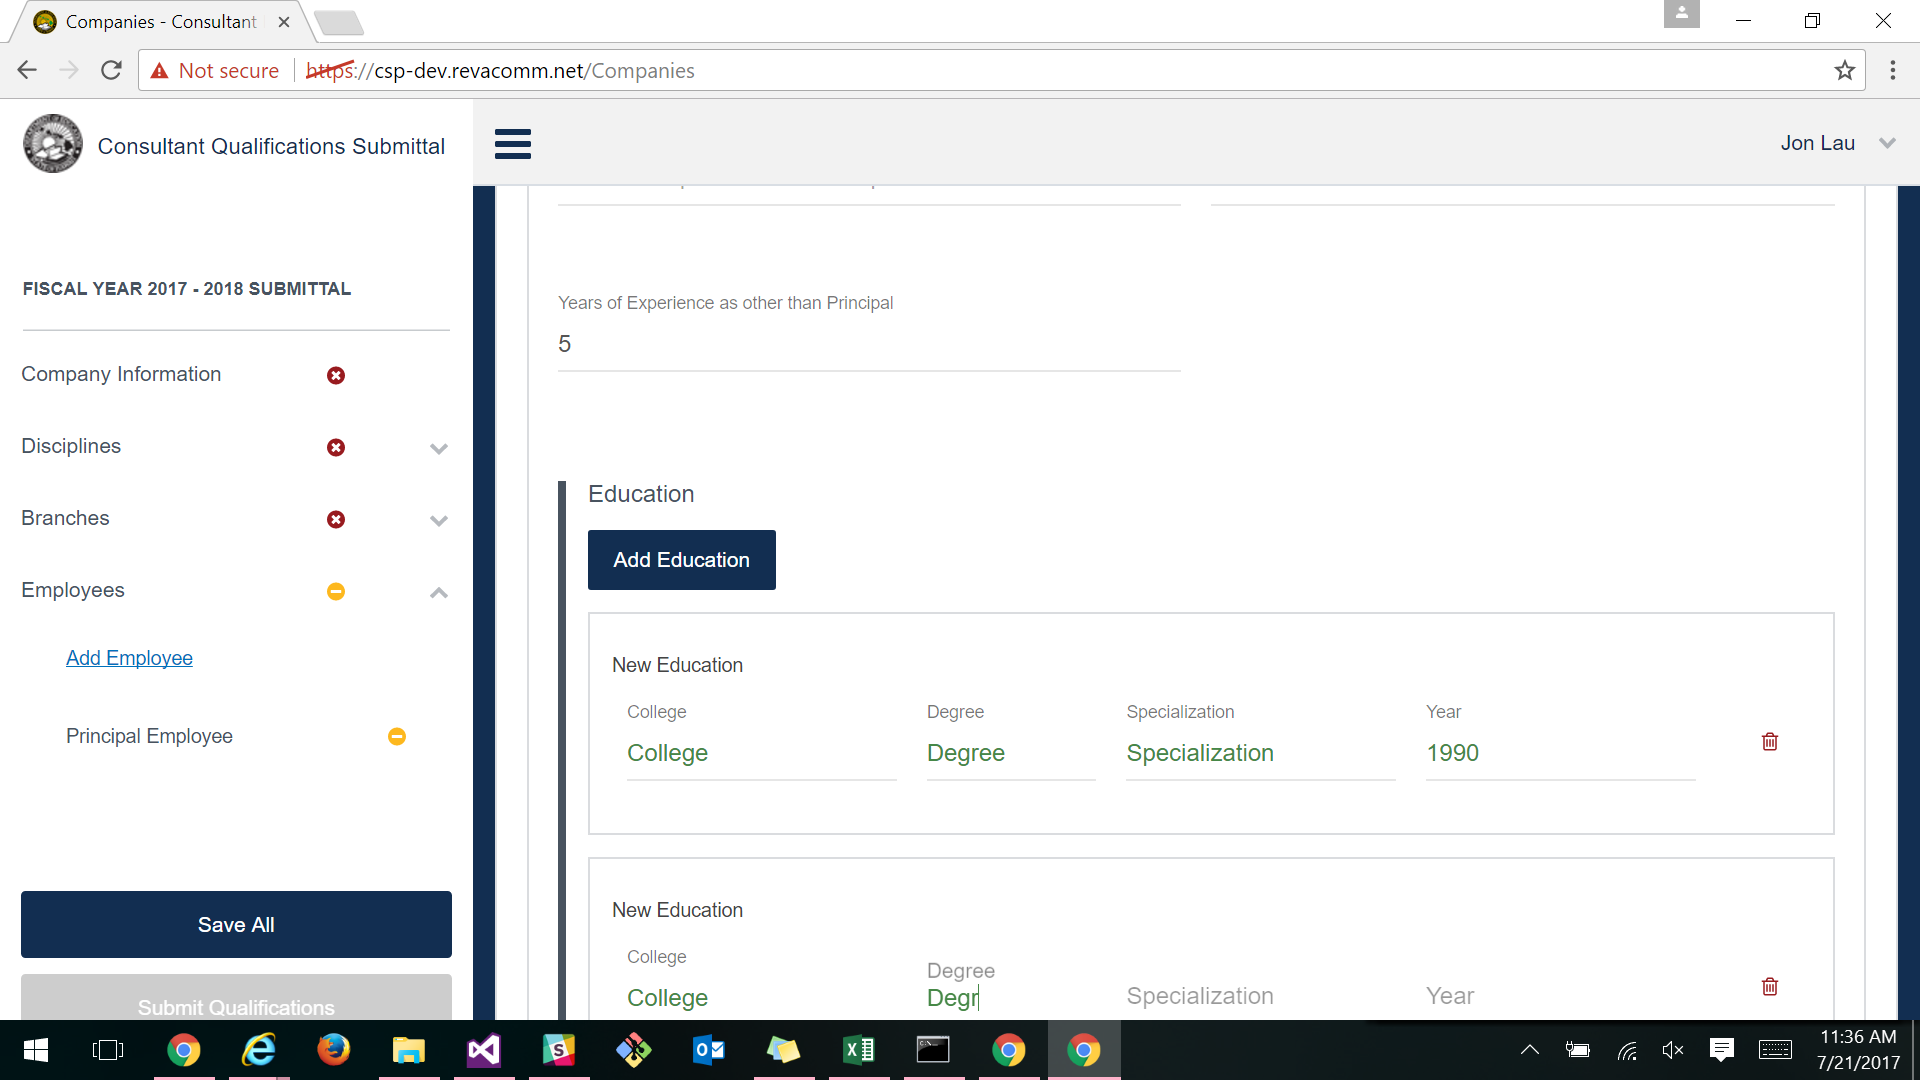 Companies - Consultant
Not secure https://csp-dev.revacomm.net/Companies
Consultant Qualifications Submittal
Jon Lau
FISCAL YEAR 2017 - 2018 SUBMITTAL
Company Information
Disciplines
Branches
Employees
Add Employee
Principal Employee
Save All
Submit Qualifications
Years of Experience as other than Principal
5
Education
Add Education
New Education
College Degree Specialization Year
College Degree Specialization 1990
New Education
College Degree Specialization Year
College Degr
11:36 AM
7/21/2017